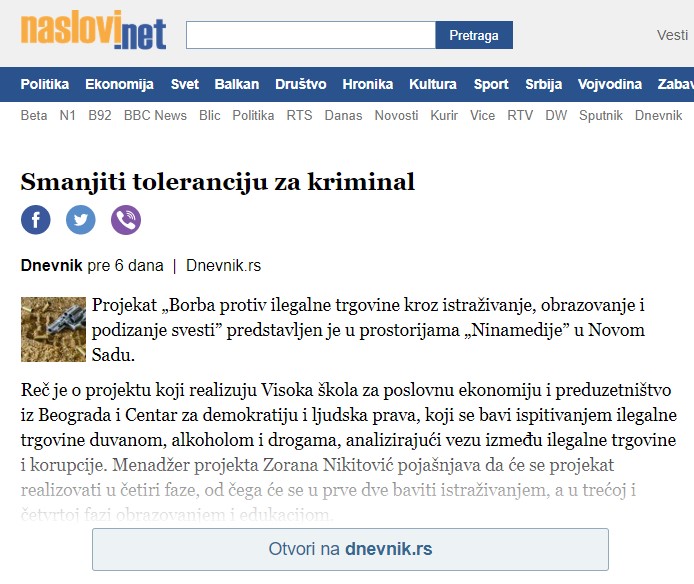 naslovi.net
Pretraga
Vesti
Politika Ekonomija Svet Balkan Društvo Hronika Kultura Sport Srbija Vojvodina Zabav
Beta N1 B92 BBC News Blic Politika RTS Danas Novosti Kurir Vice RTV DW Sputnik Dnevnik
Smanjiti toleranciju za kriminal
Dnevnik pre 6 dana | Dnevnik.rs
Projekat „Borba protiv ilegalne trgovine kroz istraživanje, obrazovanje i
podizanje svesti” predstavljen je u prostorijama „Ninamedije” u Novom
Sadu.
Reč je o projektu koji realizuju Visoka škola za poslovnu ekonomiju i preduzetništvo
iz Beograda i Centar za demokratiju i ljudska prava, koji se bavi ispitivanjem ilegalne
trgovine duvanom, alkoholom i drogama, analizirajući vezu između ilegalne trgovine
i korupcije. Menadžer projekta Zorana Nikitović pojašnjava da će se projekat
realizovati u četiri faze, od čega će se u prve dve baviti istraživanjem, a u trećoj i
četvrtoj fazi obrazovanjem i edukacijom.
Otvori na dnevnik.rs